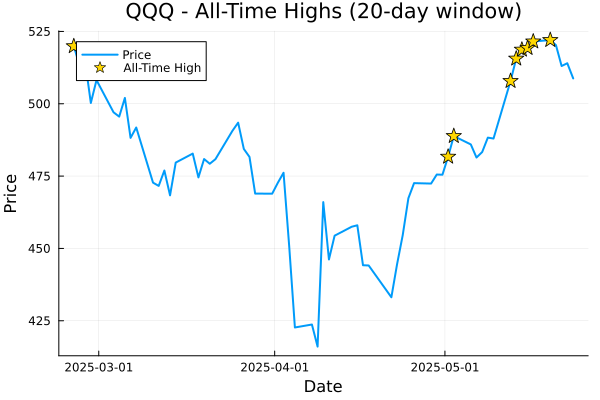 QQQ - All-Time Highs (20-day window)
Price
All-Time High
525
500
475
450
425
Price
2025-03-01
2025-04-01
2025-05-01
Date